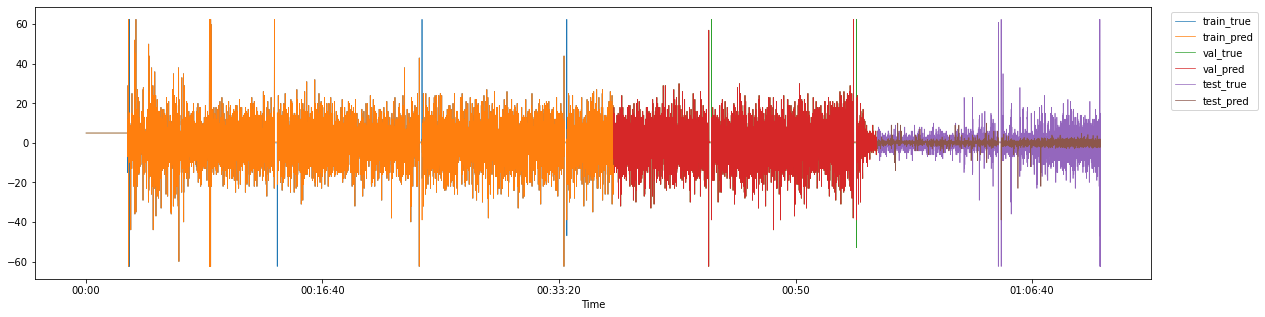 60
40
20
0
−20
−40
−60
00:00
00:16:40
00:33:20
00:50
01:06:40
Time
train_true
train_pred
val_true
val_pred
test_true
test_pred